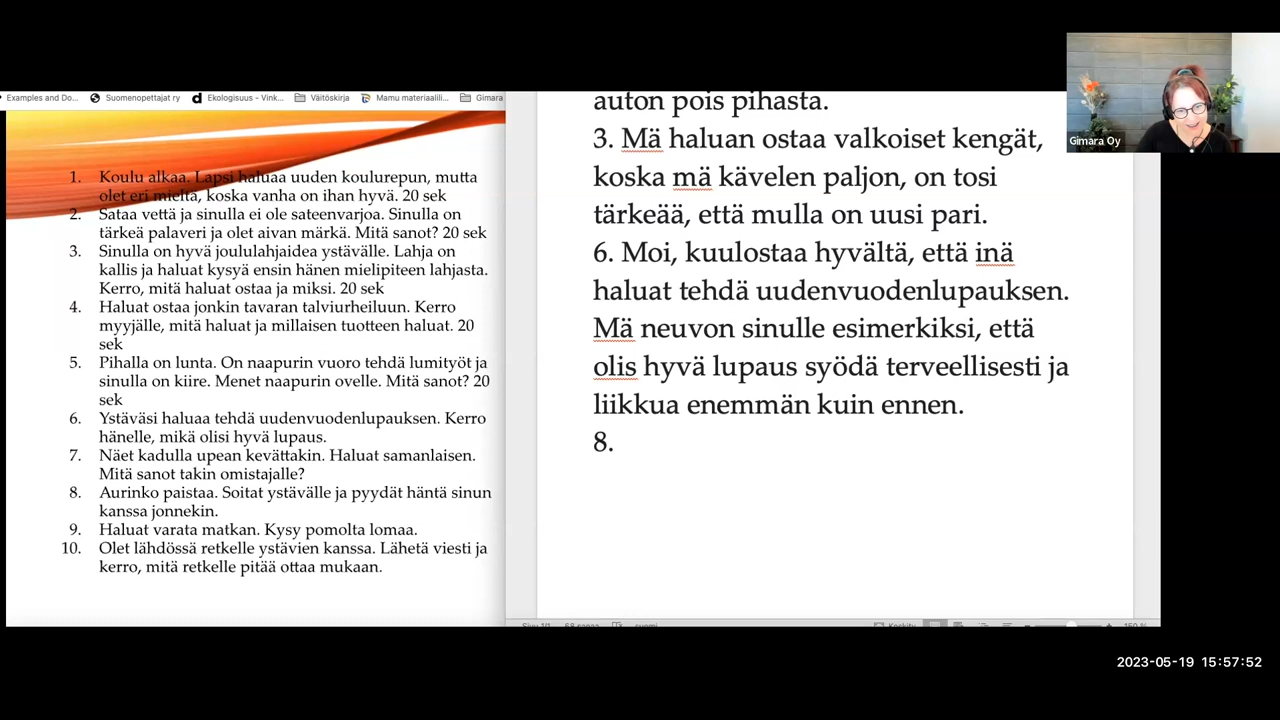 Examples and Do... Suomenopettajat ry Ekologisuus - Vink... Väitöskirja Mamu materiaalili... Gimara
1. Koulu alkaa. Lapsi haluaa uuden koulurepun, mutta
olet eri mieltä, koska vanha on ihan hyvä. 20 sek
2. Sataa vettä ja sinulla ei ole sateenvarjoa. Sinulla on
tärkeä palaveri ja olet aivan märkä. Mitä sanot? 20 sek
3. Sinulla on hyvä joululahjaidea ystävälle. Lahja on
kallis ja haluat kysyä ensin hänen mielipiteen lahjasta.
Kerro, mitä haluat ostaa ja miksi. 20 sek
4. Haluat ostaa jonkin tavaran talviurheiluun. Kerro
myyjälle, mitä haluat ja millaisen tuotteen haluat. 20
sek
5. Pihalla on lunta. On naapurin vuoro tehdä lumityöt ja
sinulla on kiire. Menet naapurin ovelle. Mitä sanot? 20
sek
6. Ystäväsi haluaa tehdä uudenvuodenlupauksen. Kerro
hänelle, mikä olisi hyvä lupaus.
7. Näet kadulla upean kevättakin. Haluat samanlaisen.
Mitä sanot takin omistajalle?
8. Aurinko paistaa. Soitat ystävälle ja pyydät häntä sinun
kanssa jonnekin.
9. Haluat varata matkan. Kysy pomolta lomaa.
10. Olet lähdössä retkelle ystävien kanssa. Lähetä viesti ja
kerro, mitä retkelle pitää ottaa mukaan.
auton pois pihasta.
3. Mä haluan ostaa valkoiset kengät,
koska mä kävelen paljon, on tosi
tärkeää, että mulla on uusi pari.
6. Moi, kuulostaa hyvältä, että inä
haluat tehdä uudenvuodenlupauksen.
Mä neuvon sinulle esimerkiksi, että
olis hyvä lupaus syödä terveellisesti ja
liikkua enemmän kuin ennen.
8.
Gimara Oy
2023-05-19 15:57:52